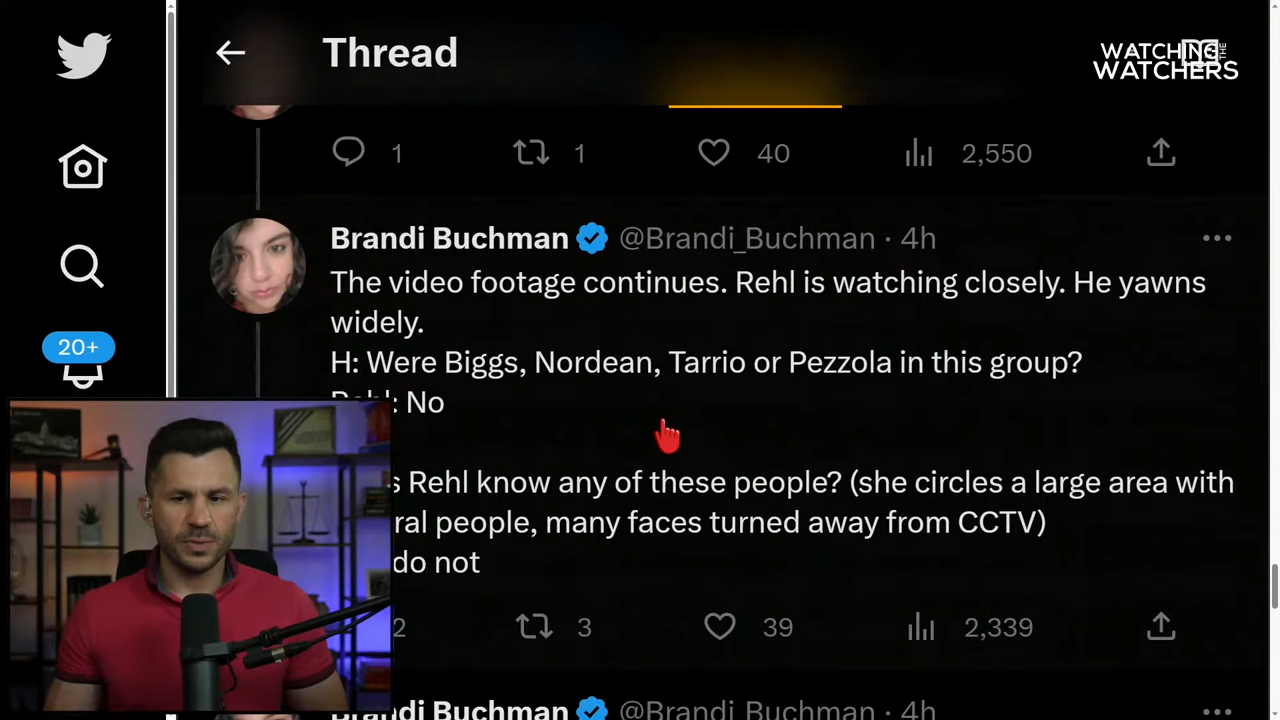 Thread
WATCHING THE
WATCHERS
1 1 40 2,550
Brandi Buchman @Brandi_Buchman · 4h
The video footage continues. Rehl is watching closely. He yawns
widely.
H: Were Biggs, Nordean, Tarrio or Pezzola in this group?
: No
20+
s Rehl know any of these people? (she circles a large area with
ral people, many faces turned away from CCTV)
do not
2 3 39 2,339
Brandi Buchman @Brandi_Buchman · 4h